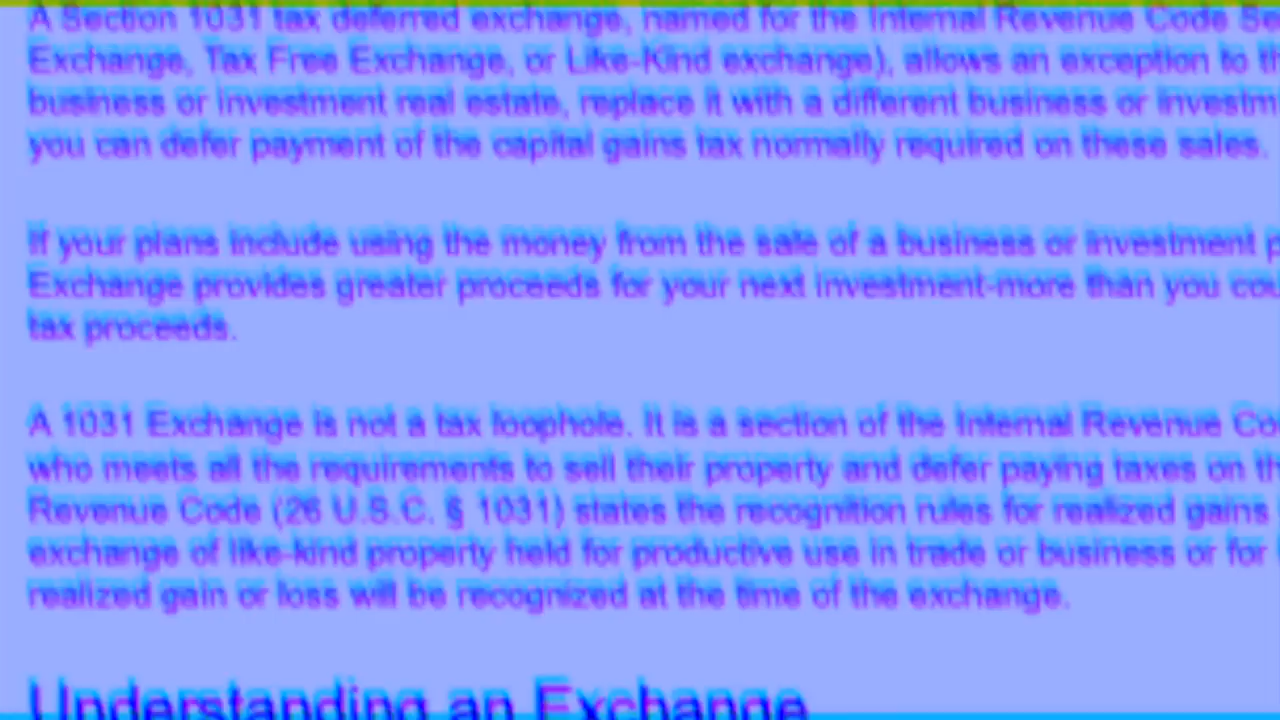 A Section 1031 tax deferred exchange, named for the Internal Revenue Code Se
Exchange, Tax Free Exchange, or Like-Kind exchange), allows an exception to th
business or investment real estate, replace it with a different business or investm
you can defer payment of the capital gains tax normally required on these sales.
If your plans include using the money from the sale of a business or investment p
Exchange provides greater proceeds for your next investment-more than you cou
tax proceeds.
A 1031 Exchange is not a tax loophole. It is a section of the Internal Revenue Co
who meets all the requirements to sell their property and defer paying taxes on th
Revenue Code (26 U.S.C. § 1031) states the recognition rules for realized gains
exchange of like-kind property held for productive use in trade or business or for
realized gain or loss will be recognized at the time of the exchange.
Understanding an Exchange